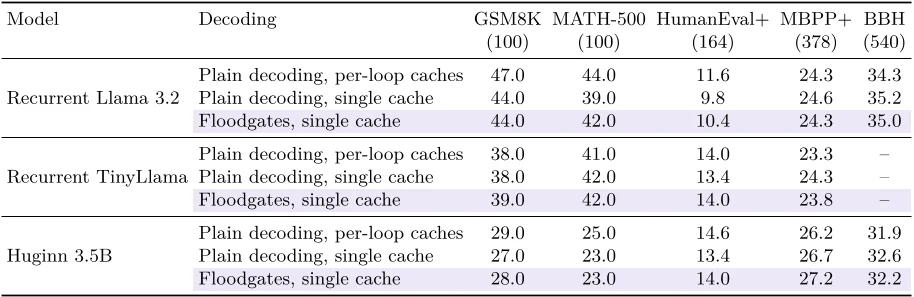 Model Decoding GSM8K MATH-500 HumanEval+ MBPP+ BBH
(100) (100) (164) (378) (540)
Plain decoding, per-loop caches 47.0 44.0 11.6 24.3 34.3
Recurrent Llama 3.2 Plain decoding, single cache 44.0 39.0 9.8 24.6 35.2
Floodgates, single cache 44.0 42.0 10.4 24.3 35.0
Plain decoding, per-loop caches 38.0 41.0 14.0 23.3 –
Recurrent TinyLlama Plain decoding, single cache 38.0 42.0 13.4 24.3 –
Floodgates, single cache 39.0 42.0 14.0 23.8 –
Plain decoding, per-loop caches 29.0 25.0 14.6 26.2 31.9
Huginn 3.5B Plain decoding, single cache 27.0 23.0 13.4 26.7 32.6
Floodgates, single cache 28.0 23.0 14.0 27.2 32.2